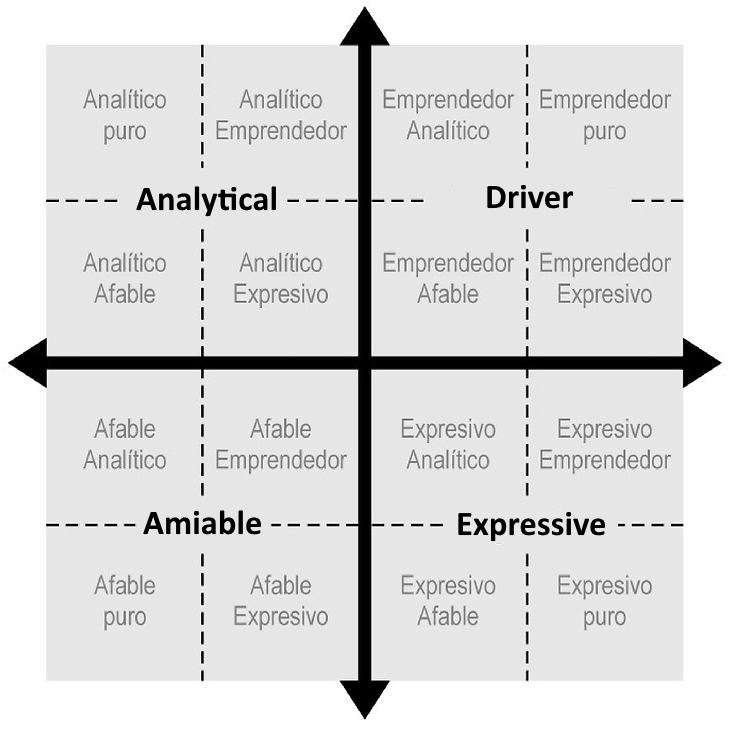 Analítico
puro
Analítico
Emprendedor
Emprendedor
Analítico
Emprendedor
puro
Analytical
Driver
Analítico
Afable
Analítico
Expresivo
Emprendedor
Afable
Emprendedor
Expresivo
Afable
Analítico
Afable
Emprendedor
Expresivo
Analítico
Expresivo
Emprendedor
Amiable
Expressive
Afable
puro
Afable
Expresivo
Expresivo
Afable
Expresivo
puro